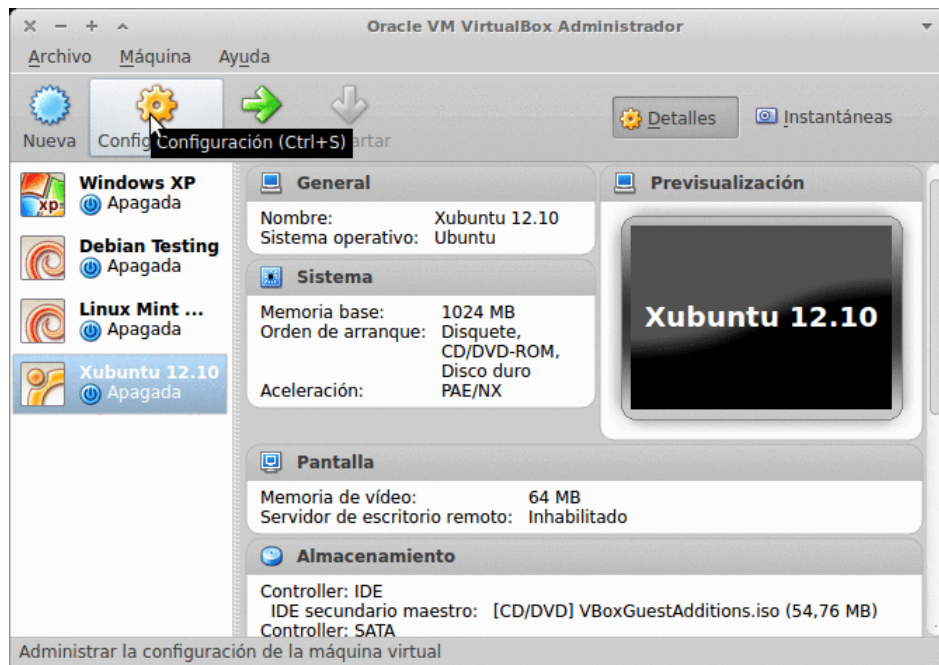 Oracle VM VirtualBox Administrador
Archivo Máquina Ayuda
Nueva
Configuración (Ctrl+S)
Detalles
Instantáneas
Windows XP
Apagada
Debian Testing
Apagada
Linux Mint ...
Apagada
Xubuntu 12.10
Apagada
General
Nombre: Xubuntu 12.10
Sistema operativo: Ubuntu
Sistema
Memoria base: 1024 MB
Orden de arranque: Disquete,
CD/DVD-ROM,
Disco duro
Aceleración: PAE/NX
Previsualización
Xubuntu 12.10
Pantalla
Memoria de vídeo: 64 MB
Servidor de escritorio remoto: Inhabilitado
Almacenamiento
Controller: IDE
IDE secundario maestro: [CD/DVD] VBoxGuestAdditions.iso (54,76 MB)
Controller: SATA
Administrar la configuración de la máquina virtual